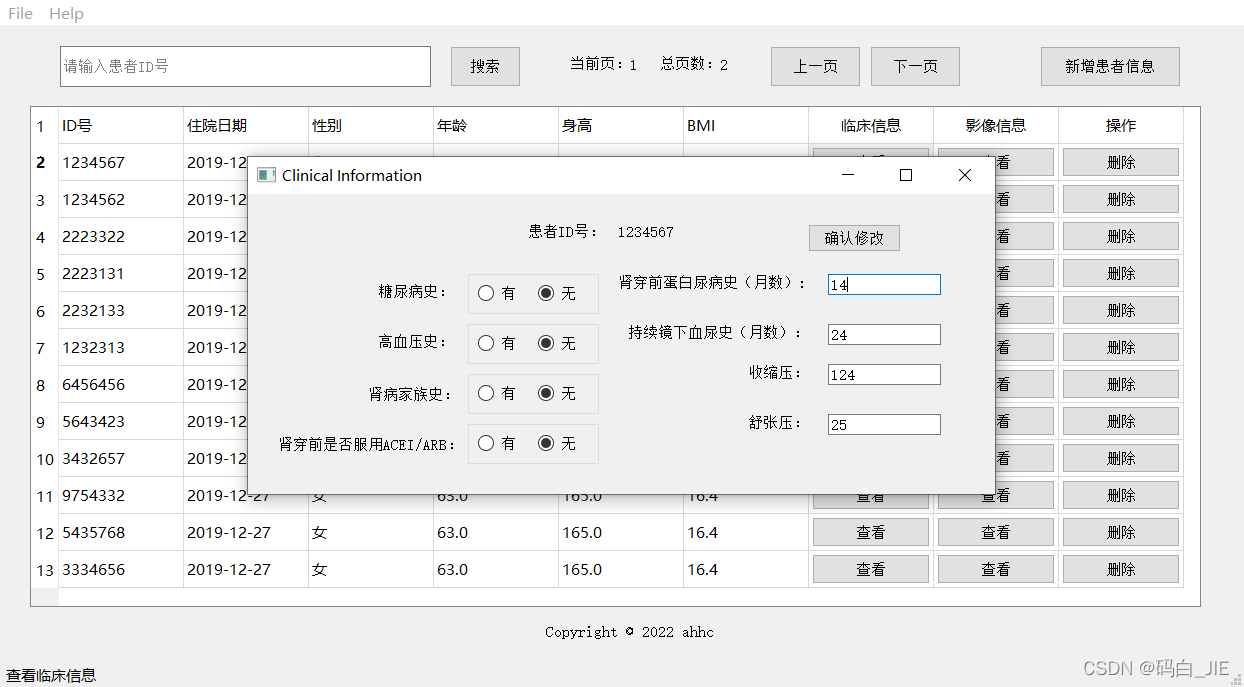 File Help
请输入患者ID号 搜索 当前页：1 总页数：2 上一页 下一页 新增患者信息
1 ID号 住院日期 性别 年龄 身高 BMI 临床信息 影像信息 操作
2 1234567 2019-12 看 删除
3 1234562 2019-12 看 删除
4 2223322 2019-12 看 删除
5 2223131 2019-12 看 删除
6 2232133 2019-12 看 删除
7 1232313 2019-12 看 删除
8 6456456 2019-12 看 删除
9 5643423 2019-12 看 删除
10 3432657 2019-12 看 删除
11 9754332 2019-12-27 女 63.0 165.0 16.4 查看 查看 删除
12 5435768 2019-12-27 女 63.0 165.0 16.4 查看 查看 删除
13 3334656 2019-12-27 女 63.0 165.0 16.4 查看 查看 删除
Clinical Information
患者ID号： 1234567 确认修改
糖尿病史： 有 无 肾穿前蛋白尿病史（月数）： 14
高血压史： 有 无 持续镜下血尿史（月数）： 24
收缩压： 124
肾病家族史： 有 无
舒张压： 25
肾穿前是否服用ACEI/ARB： 有 无
Copyright © 2022 ahhc
查看临床信息
CSDN @码白_JIE